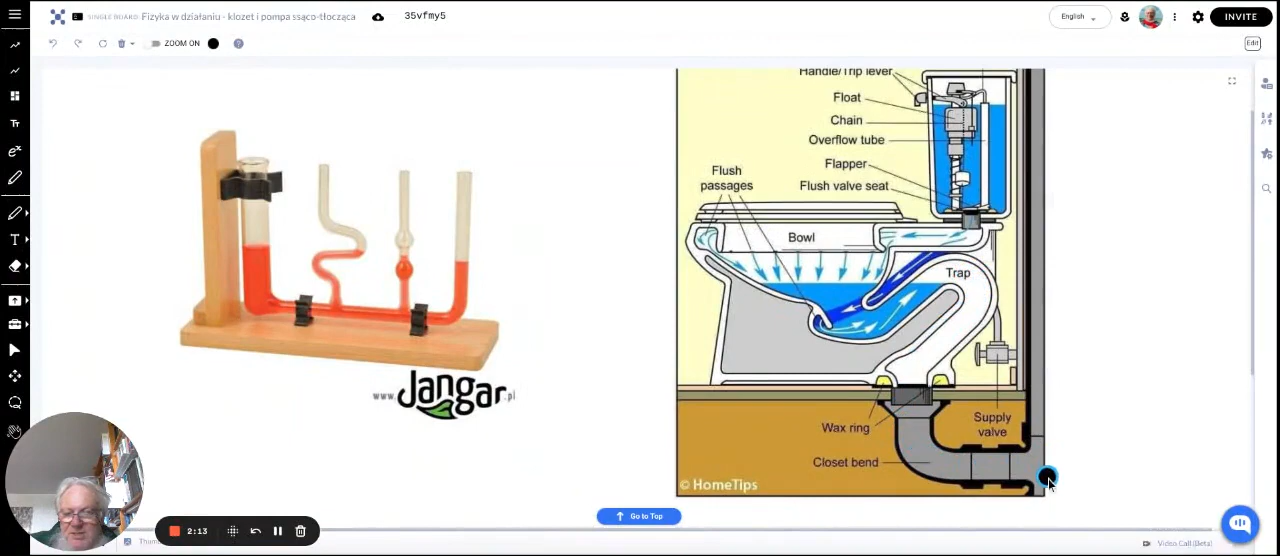 SINGLE BOARD: Fizyka w działaniu - klozet i pompa ssąco-tłocząca
35vfmy5
English
INVITE
ZOOM ON
Edit
Handle/Trip lever
Float
Chain
Overflow tube
Flapper
Flush valve seat
Flush
passages
Bowl
Trap
www.Jangar.pl
Wax ring
Supply
valve
Closet bend
© HomeTips
Go to Top
2:13
Video Call(Beta)